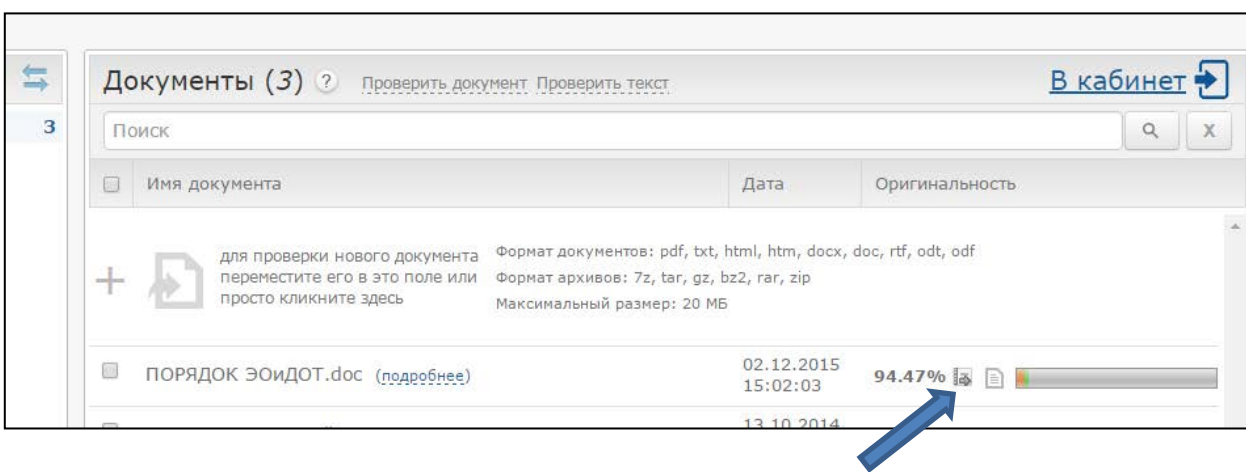 Документы (3) ? Проверить документ Проверить текст В кабинет
3
Поиск X
Имя документа Дата Оригинальность
для проверки нового документа
переместите его в это поле или
просто кликните здесь
Формат документов: pdf, txt, html, htm, docx, doc, rtf, odt, odf
Формат архивов: 7z, tar, gz, bz2, rar, zip
Максимальный размер: 20 МБ
ПОРЯДОК ЭОиДОТ.doc (подробнее) 02.12.2015
15:02:03 94.47%
13.10.2014